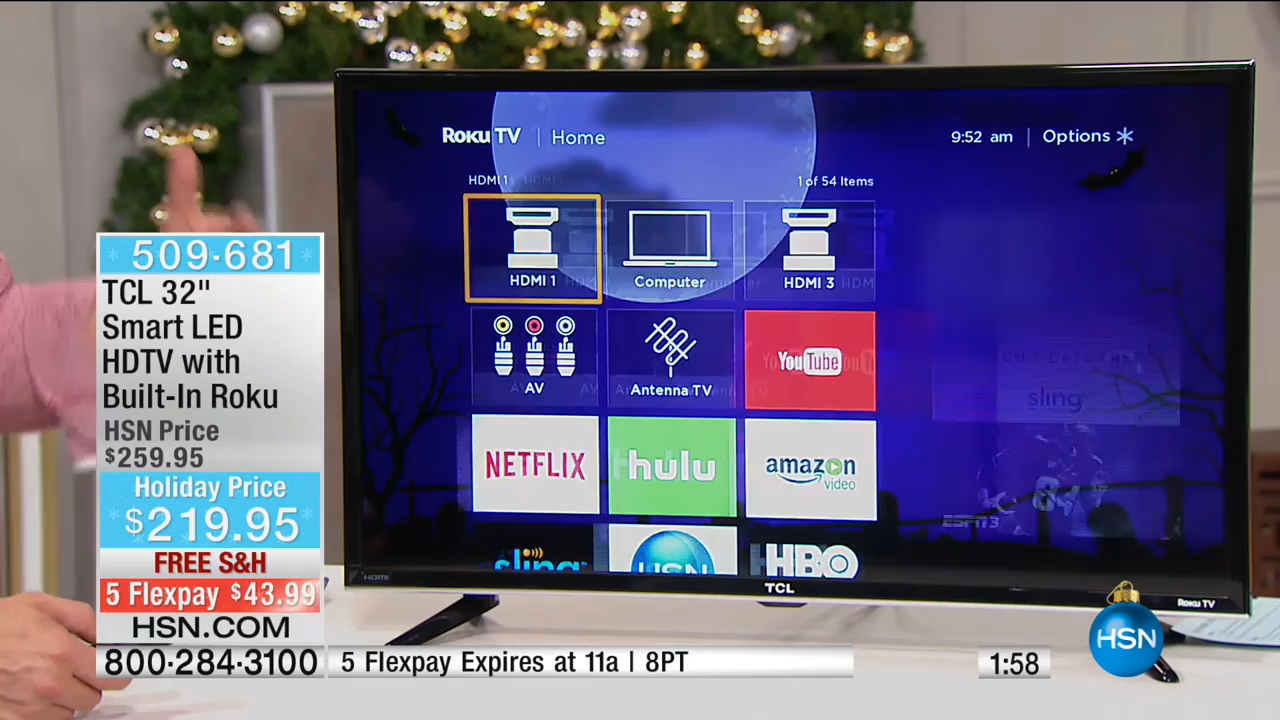 509·681
TCL 32"
Smart LED
HDTV with
Built-In Roku
HSN Price
$259.95
Holiday Price
$219.95
FREE S&H
5 Flexpay $43.99
HSN.COM
800·284·3100
5 Flexpay Expires at 11a | 8PT
1:58
HSN
Roku TV | Home
9:52 am | Options
HDMI 1
1 of 54 Items
HDMI 1
Computer
HDMI 3
AV
Antenna TV
YouTube
NETFLIX
hulu
amazon
video
sling
HSN
HBO
sling
ESPN3
HDMI
TCL
Roku TV